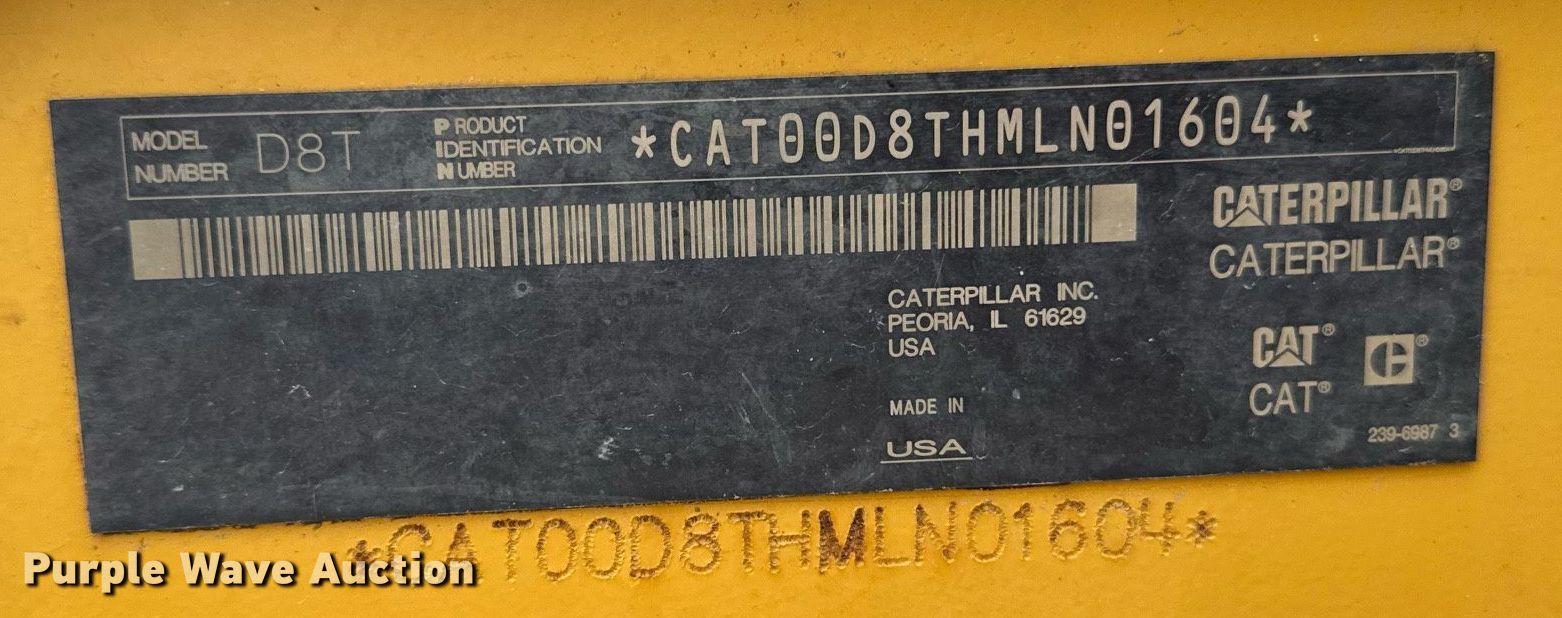 MODEL NUMBER D8T
PRODUCT IDENTIFICATION NUMBER *CAT00D8THMLN01604*
CATERPILLAR®
CATERPILLAR®
CATERPILLAR INC.
PEORIA, IL 61629
USA
CAT®
CAT®
MADE IN
USA
239-6987 3
*CAT00D8THMLN01604*
Purple Wave Auction